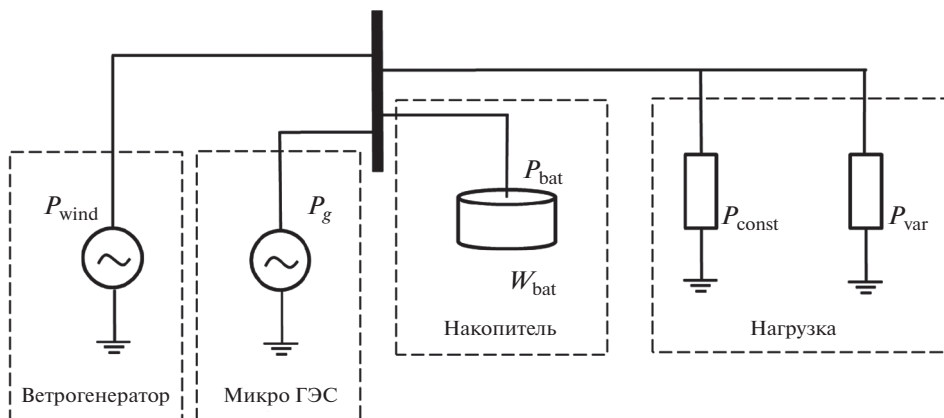 P_wind
P_g
P_bat
W_bat
P_const
P_var
Ветрогенератор
Микро ГЭС
Накопитель
Нагрузка